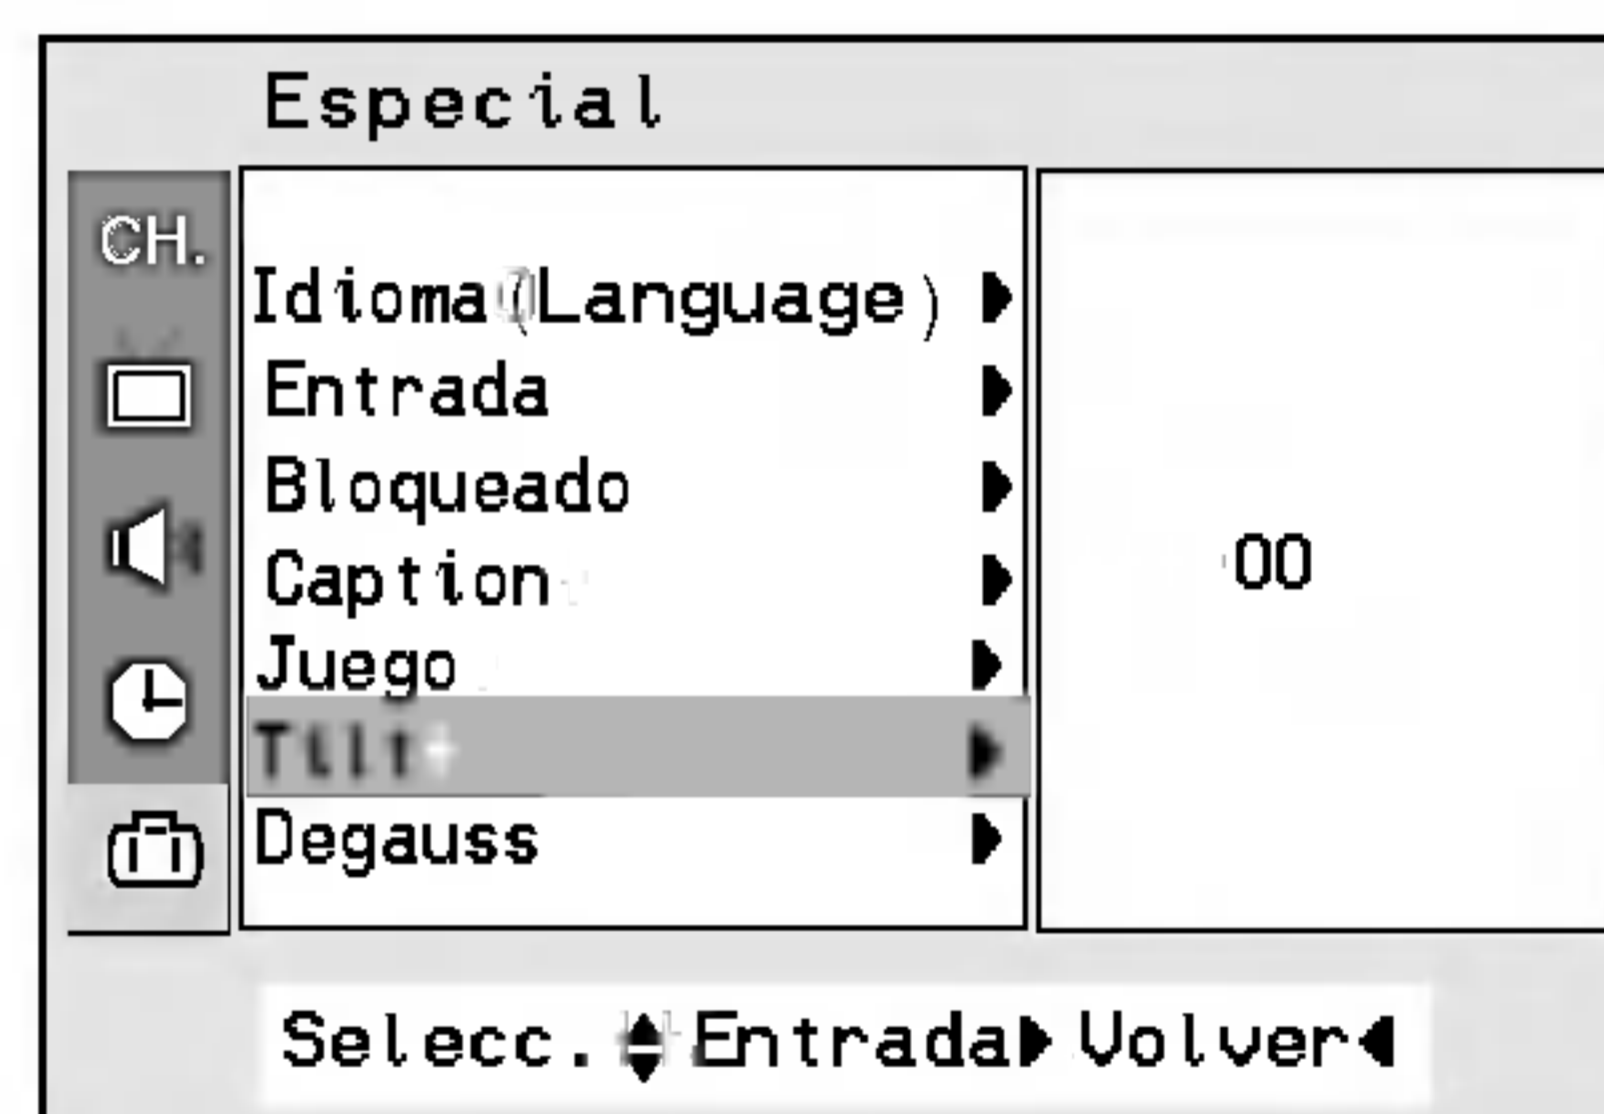 Especial
CH.
Idioma(Language)
Entrada
Bloqueado
Caption
00
Juego
Tilt
Degauss
Selecc. Entrada Volver